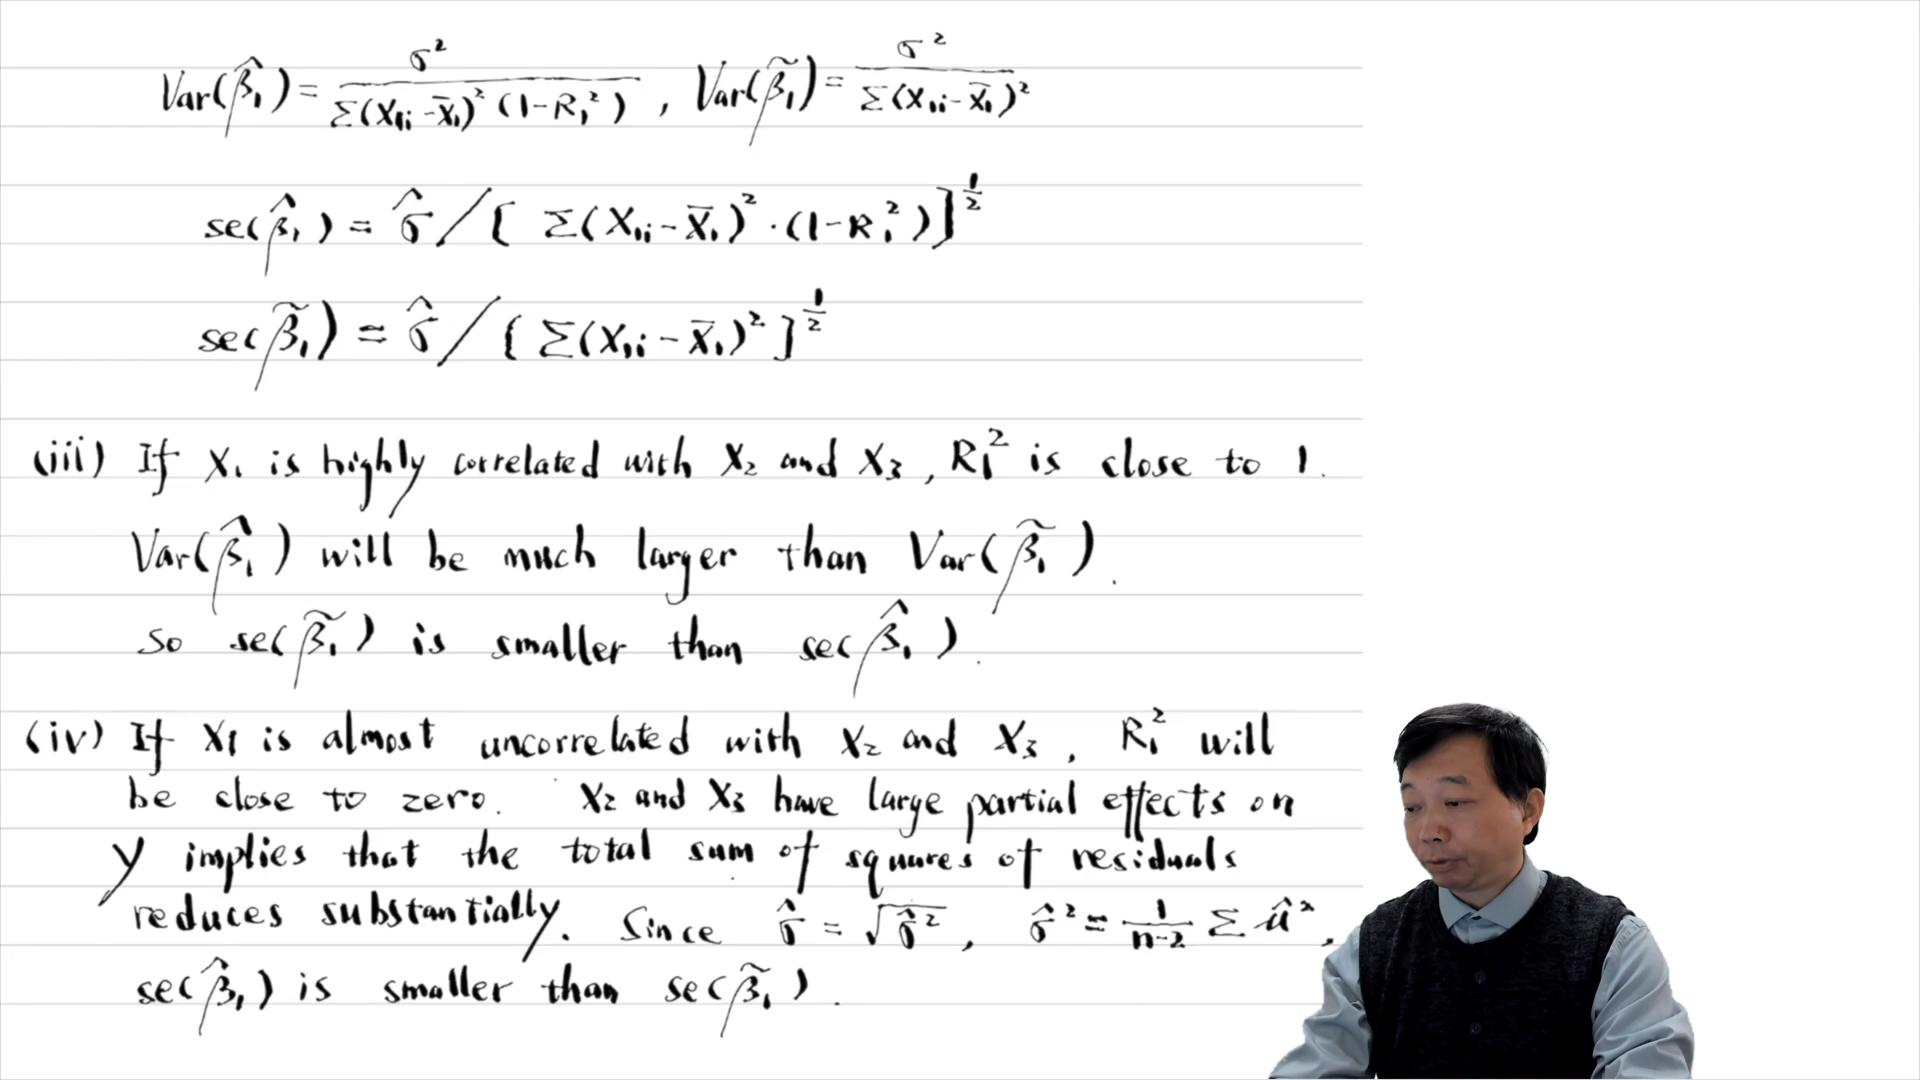 Var(β̂₁) = σ² / Σ(X₁ᵢ - X̄₁)² (1-R₁²) , Var(β̃₁) = σ² / Σ(X₁ᵢ - X̄₁)²
se(β̂₁) = σ̂ / [ Σ(X₁ᵢ - X̄₁)² · (1-R₁²)]^½
se(β̃₁) = σ̂ / [ Σ(X₁ᵢ - X̄₁)² ]^½
(iii) If X₁ is highly correlated with X₂ and X₃, R₁² is close to 1.
Var(β̂₁) will be much larger than Var(β̃₁).
So se(β̃₁) is smaller than se(β̂₁).
(iv) If X₁ is almost uncorrelated with X₂ and X₃, R₁² will
be close to zero. X₂ and X₃ have large partial effects on
y implies that the total sum of squares of residuals
reduces substantially. Since σ̂ = √σ̂², σ̂² = 1/(n-2) Σ û²,
se(β̂₁) is smaller than se(β̃₁).